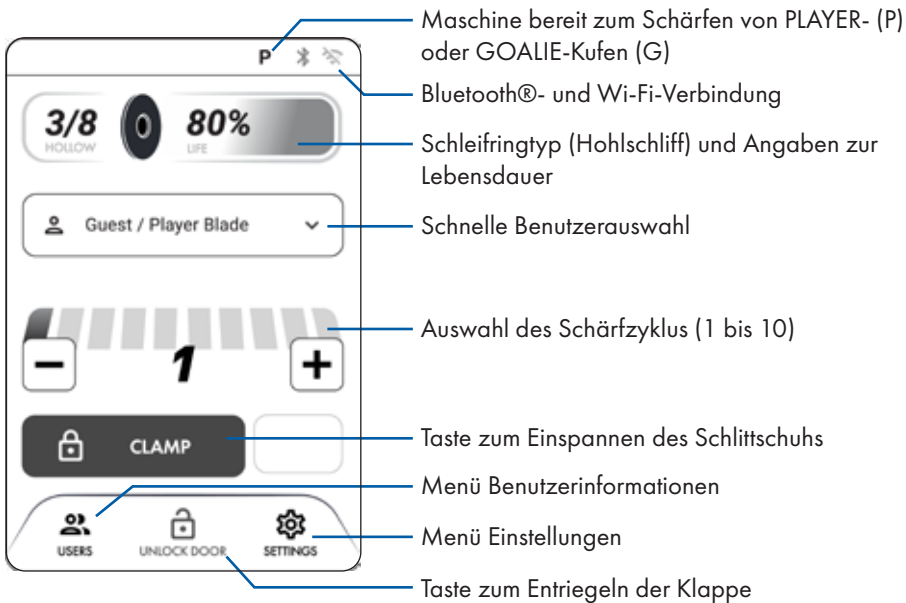 Maschine bereit zum Schärfen von PLAYER- (P)
oder GOALIE-Kufen (G)
P
Bluetooth®- und Wi-Fi-Verbindung
3/8
HOLLOW
80%
LIFE
Schleifringtyp (Hohlschliff) und Angaben zur
Lebensdauer
Guest / Player Blade
Schnelle Benutzerauswahl
Auswahl des Schärfzyklus (1 bis 10)
− 1 +
CLAMP
Taste zum Einspannen des Schlittschuhs
Menü Benutzerinformationen
USERS
UNLOCK DOOR
SETTINGS
Menü Einstellungen
Taste zum Entriegeln der Klappe